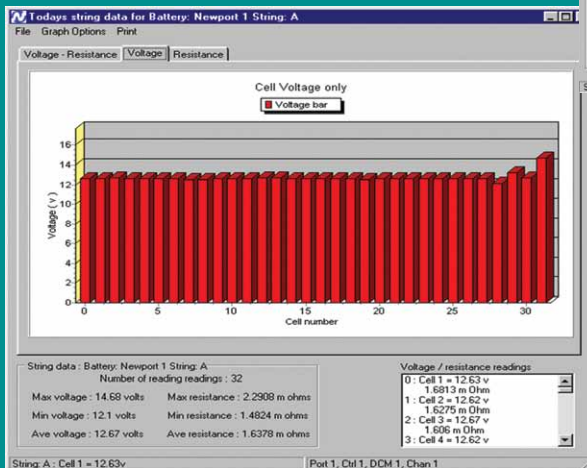 Todays string data for Battery: Newport 1 String: A
File Graph Options Print
Voltage - Resistance Voltage Resistance
Cell Voltage only
Voltage bar
Voltage ( v )
16
14
12
10
8
6
4
2
0
0 5 10 15 20 25 30
Cell number
String data : Battery: Newport 1 String: A
Number of reading readings : 32
Max voltage : 14.68 volts Max resistance : 2.2908 m ohms
Min voltage : 12.1 volts Min resistance : 1.4824 m ohms
Ave voltage : 12.67 volts Ave resistance : 1.6378 m ohms
Voltage / resistance readings
0 : Cell 1 = 12.63 v
1.6813 m Ohm
1 : Cell 2 = 12.62 v
1.6275 m Ohm
2 : Cell 3 = 12.67 v
1.606 m Ohm
3 : Cell 4 = 12.62 v
String: A : Cell 1 = 12.63v Port 1, Ctrl 1, DCM 1, Chan 1